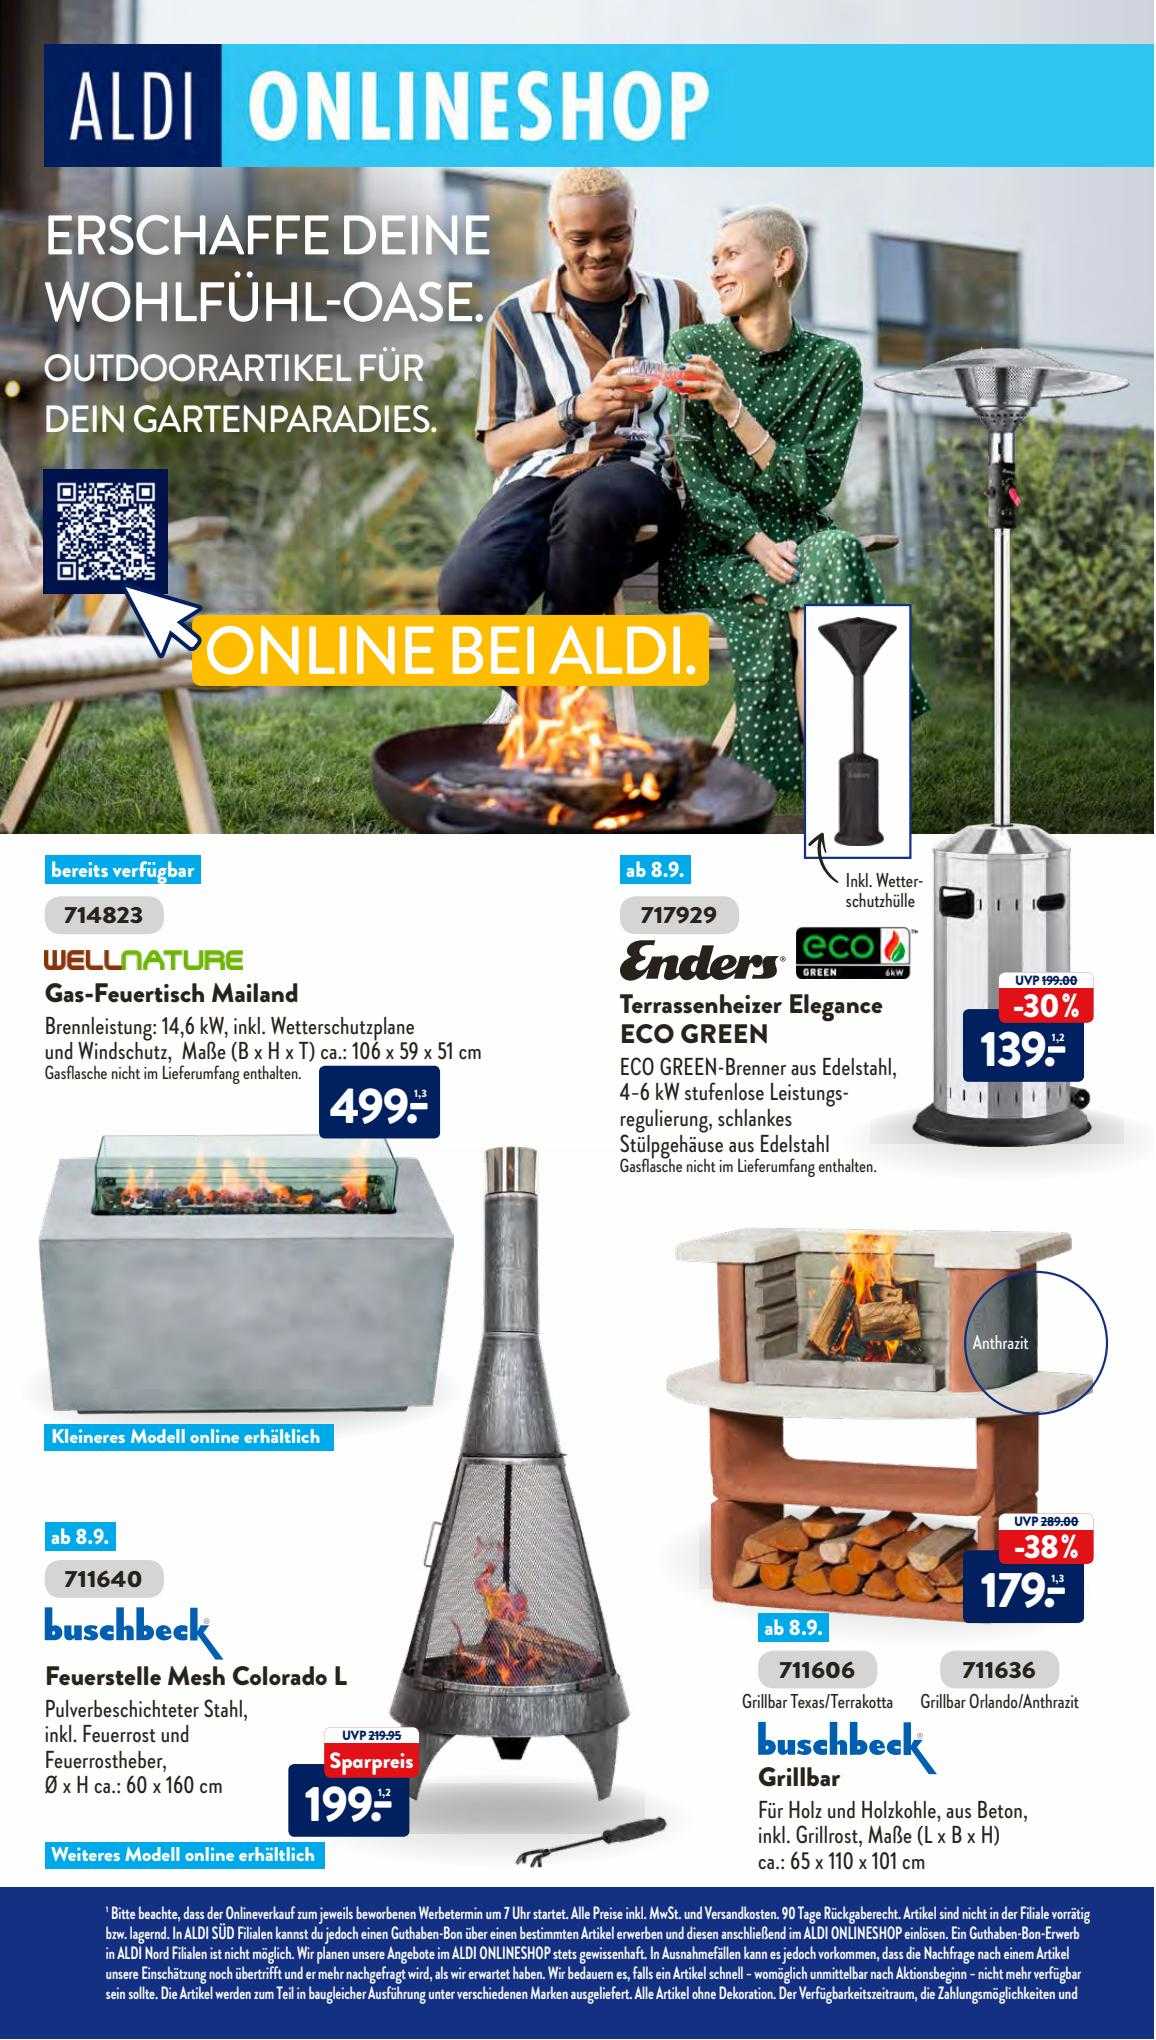 ALDI ONLINESHOP
ERSCHAFFE DEINE
WOHLFÜHL-OASE.
OUTDOORARTIKEL FÜR
DEIN GARTENPARADIES.
ONLINE BEI ALDI.
Enders
Inkl. Wetter-
schutzhülle
bereits verfügbar
714823
WELLNATURE
Gas-Feuertisch Mailand
Brennleistung: 14,6 kW, inkl. Wetterschutzplane
und Windschutz, Maße (B x H x T) ca.: 106 x 59 x 51 cm
Gasflasche nicht im Lieferumfang enthalten.
499.– 1,3
Kleineres Modell online erhältlich
ab 8.9.
717929
Enders®
eco™
GREEN 6kW
Terrassenheizer Elegance
ECO GREEN
ECO GREEN-Brenner aus Edelstahl,
4–6 kW stufenlose Leistungs-
regulierung, schlankes
Stülpgehäuse aus Edelstahl
Gasflasche nicht im Lieferumfang enthalten.
UVP 199.00
-30%
139.– 1,2
Anthrazit
ab 8.9.
711640
buschbeck®
Feuerstelle Mesh Colorado L
Pulverbeschichteter Stahl,
inkl. Feuerrost und
Feuerrostheber,
Ø x H ca.: 60 x 160 cm
UVP 219.95
Sparpreis
199.– 1,2
Weiteres Modell online erhältlich
UVP 289.00
-38%
179.– 1,3
ab 8.9.
711606 711636
Grillbar Texas/Terrakotta Grillbar Orlando/Anthrazit
buschbeck®
Grillbar
Für Holz und Holzkohle, aus Beton,
inkl. Grillrost, Maße (L x B x H)
ca.: 65 x 110 x 101 cm
¹ Bitte beachte, dass der Onlineverkauf zum jeweils beworbenen Werbetermin um 7 Uhr startet. Alle Preise inkl. MwSt. und Versandkosten. 90 Tage Rückgaberecht. Artikel sind nicht in der Filiale vorrätig
bzw. lagernd. In ALDI SÜD Filialen kannst du jedoch einen Guthaben-Bon über einen bestimmten Artikel erwerben und diesen anschließend im ALDI ONLINESHOP einlösen. Ein Guthaben-Bon-Erwerb
in ALDI Nord Filialen ist nicht möglich. Wir planen unsere Angebote im ALDI ONLINESHOP stets gewissenhaft. In Ausnahmefällen kann es jedoch vorkommen, dass die Nachfrage nach einem Artikel
unsere Einschätzung noch übertrifft und er mehr nachgefragt wird, als wir erwartet haben. Wir bedauern es, falls ein Artikel schnell – womöglich unmittelbar nach Aktionsbeginn – nicht mehr verfügbar
sein sollte. Die Artikel werden zum Teil in baugleicher Ausführung unter verschiedenen Marken ausgeliefert. Alle Artikel ohne Dekoration. Der Verfügbarkeitszeitraum, die Zahlungsmöglichkeiten und